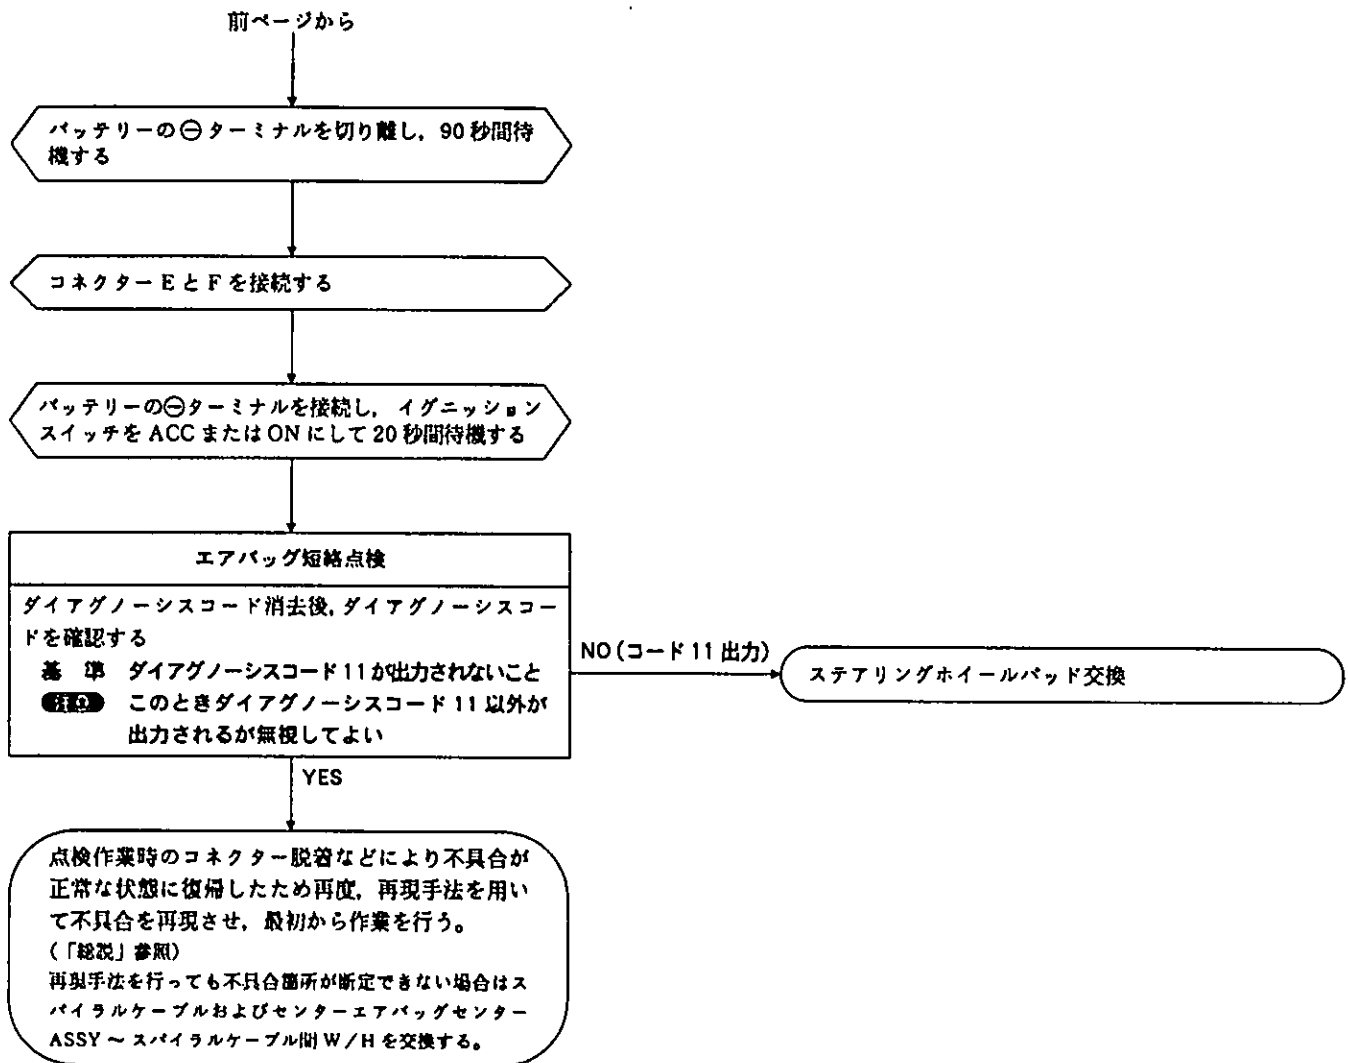 前ページから
バッテリーの⊖ターミナルを切り離し，90秒間待
機する
コネクターEとFを接続する
バッテリーの⊖ターミナルを接続し，イグニッション
スイッチをACCまたはONにして20秒間待機する
エアバッグ短絡点検
ダイアグノーシスコード消去後，ダイアグノーシスコー
ドを確認する
基　準　ダイアグノーシスコード11が出力されないこと
注意　このときダイアグノーシスコード11以外が
出力されるが無視してよい
NO(コード11出力)
ステアリングホイールパッド交換
YES
点検作業時のコネクター脱着などにより不具合が
正常な状態に復帰したため再度，再現手法を用い
て不具合を再現させ，最初から作業を行う。
(「総説」参照)
再現手法を行っても不具合箇所が断定できない場合はス
パイラルケーブルおよびセンターエアバッグセンター
ASSY～スパイラルケーブル間W/Hを交換する。